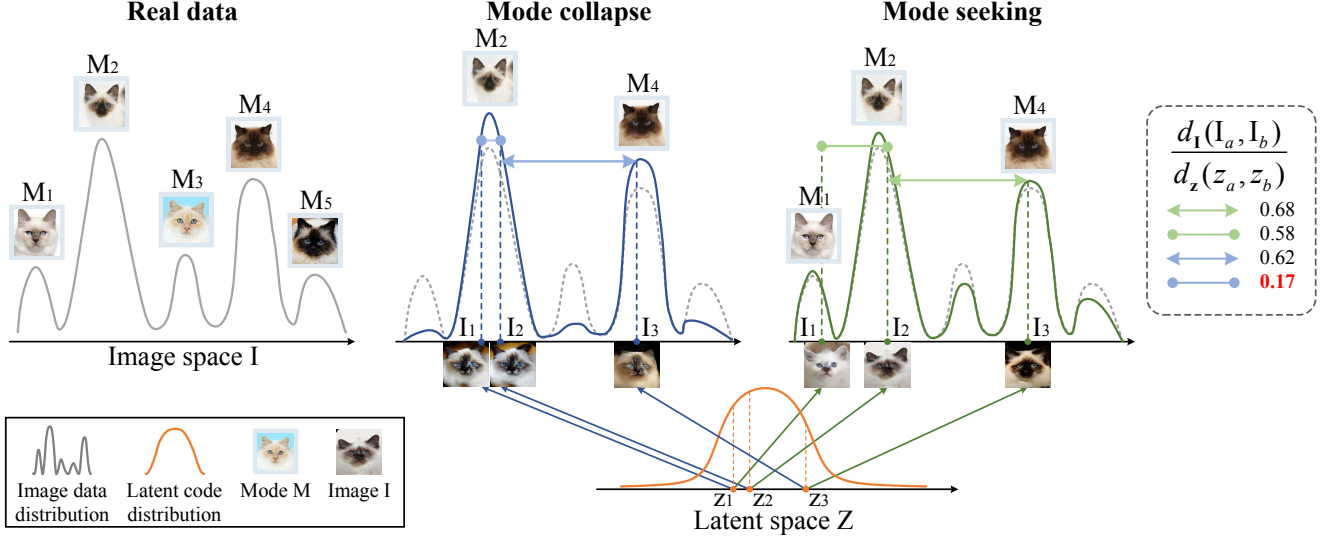 Real data
Mode collapse
Mode seeking
M1
M2
M3
M4
M5
Image space I
M2
M4
I1
I2
I3
M1
M2
M4
I1
I2
I3
d_I(I_a, I_b)
d_z(z_a, z_b)
0.68
0.58
0.62
0.17
Image data
distribution
Latent code
distribution
Mode M
Image I
z1
z2
z3
Latent space Z